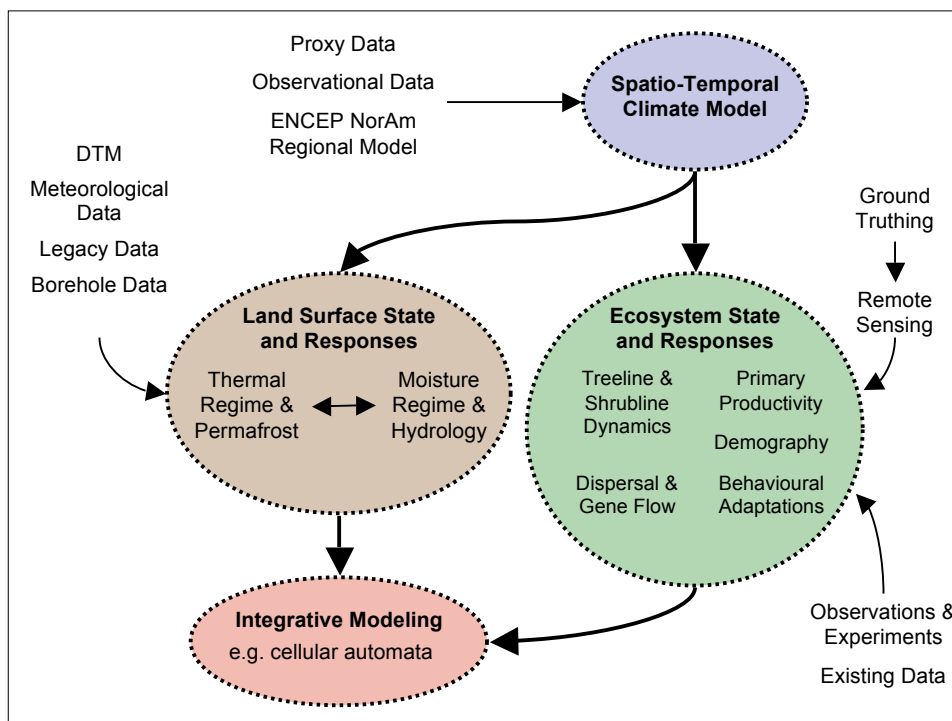 Proxy Data
Observational Data
ENCEP NorAm
Regional Model
Spatio-Temporal
Climate Model
DTM
Meteorological
Data
Legacy Data
Borehole Data
Ground
Truthing
Remote
Sensing
Land Surface State
and Responses
Thermal
Regime &
Permafrost
Moisture
Regime &
Hydrology
Ecosystem State
and Responses
Treeline &
Shrubline
Dynamics
Primary
Productivity
Demography
Dispersal &
Gene Flow
Behavioural
Adaptations
Integrative Modeling
e.g. cellular automata
Observations &
Experiments
Existing Data